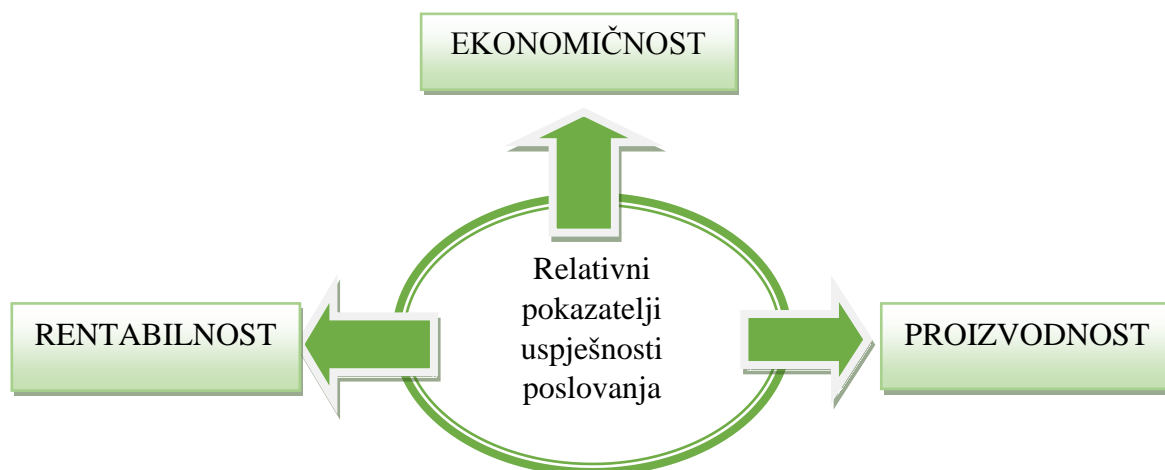 EKONOMIČNOST
Relativni
pokazatelji
uspješnosti
poslovanja
RENTABILNOST
PROIZVODNOST